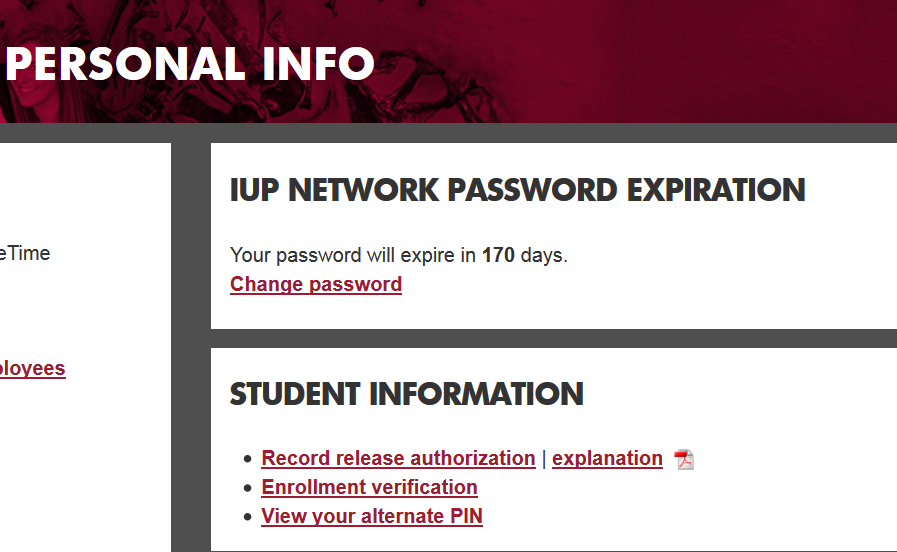 PERSONAL INFO
eTime
ployees
IUP NETWORK PASSWORD EXPIRATION
Your password will expire in 170 days.
Change password
STUDENT INFORMATION
Record release authorization | explanation
Enrollment verification
View your alternate PIN